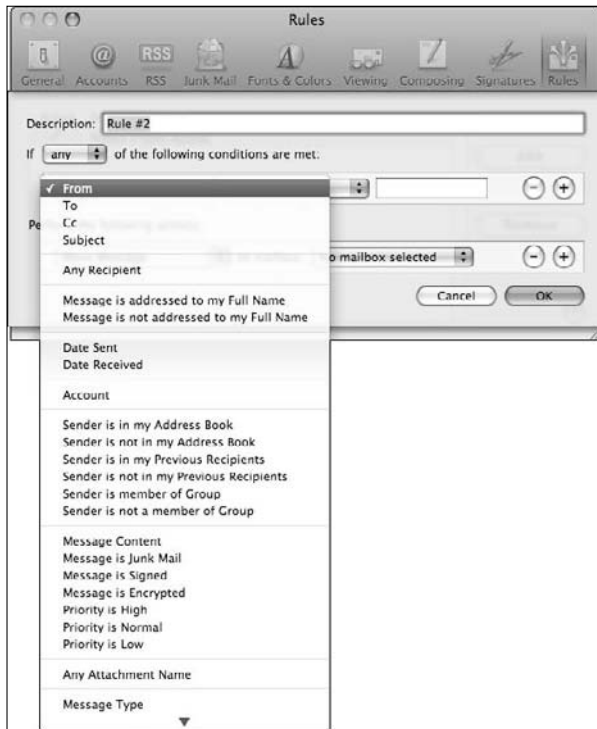 Rules
General Accounts RSS Junk Mail Fonts & Colors Viewing Composing Signatures Rules
Description: Rule #2
If any of the following conditions are met:
✓ From
To
Cc
Subject
Any Recipient
Message is addressed to my Full Name
Message is not addressed to my Full Name
mailbox selected
Cancel OK
Date Sent
Date Received
Account
Sender is in my Address Book
Sender is not in my Address Book
Sender is in my Previous Recipients
Sender is not in my Previous Recipients
Sender is member of Group
Sender is not a member of Group
Message Content
Message is Junk Mail
Message is Signed
Message is Encrypted
Priority is High
Priority is Normal
Priority is Low
Any Attachment Name
Message Type